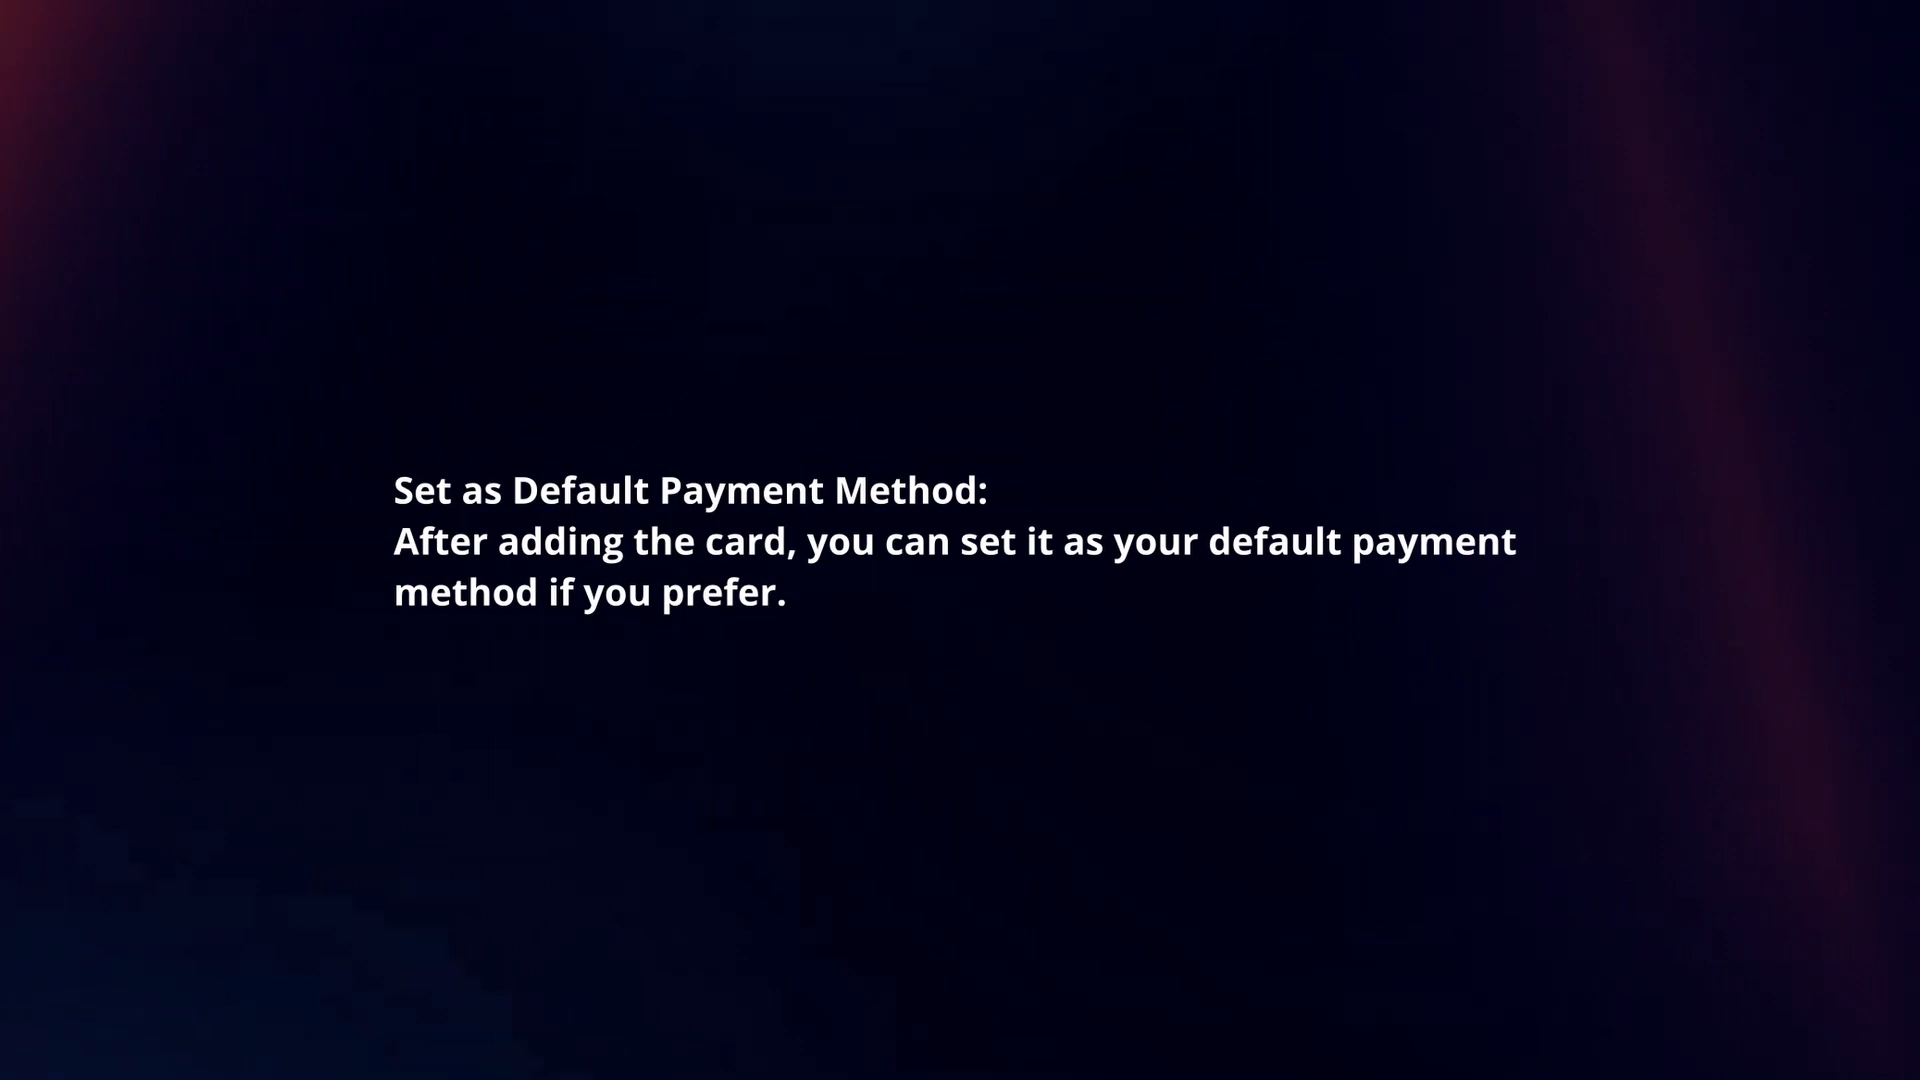 Set as Default Payment Method:
After adding the card, you can set it as your default payment
method if you prefer.